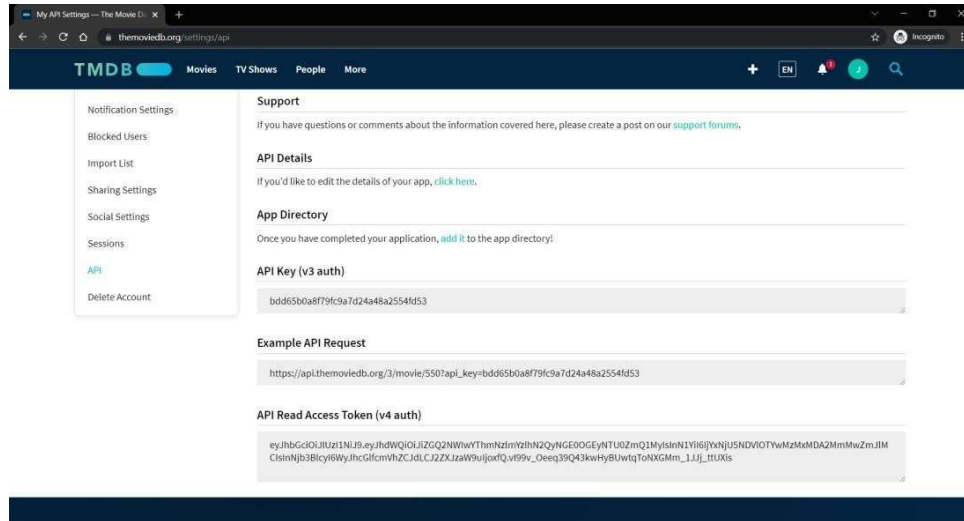 My API Settings — The Movie D
themoviedb.org/settings/api
Incognito
TMDB Movies TV Shows People More EN 1 J
Notification Settings
Blocked Users
Import List
Sharing Settings
Social Settings
Sessions
API
Delete Account
Support
If you have questions or comments about the information covered here, please create a post on our support forums.
API Details
If you'd like to edit the details of your app, click here.
App Directory
Once you have completed your application, add it to the app directory!
API Key (v3 auth)
bdd65b0a8f79fc9a7d24a48a2554fd53
Example API Request
https://api.themoviedb.org/3/movie/550?api_key=bdd65b0a8f79fc9a7d24a48a2554fd53
API Read Access Token (v4 auth)